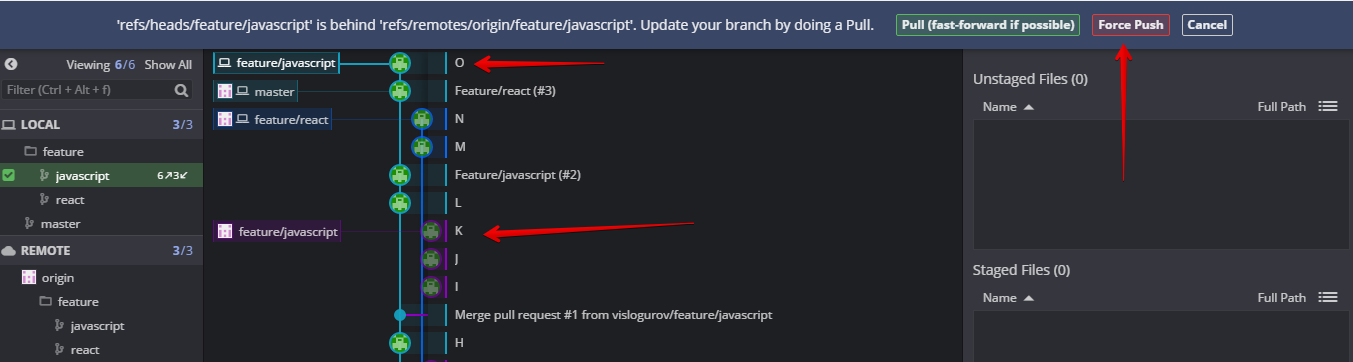 'refs/heads/feature/javascript' is behind 'refs/remotes/origin/feature/javascript'. Update your branch by doing a Pull. Pull (fast-forward if possible) Force Push Cancel
Viewing 6/6 Show All
Filter (Ctrl + Alt + f)
LOCAL 3/3
feature
javascript 6↗3↙
react
master
REMOTE 3/3
origin
feature
javascript
react
feature/javascript O
master Feature/react (#3)
feature/react N
M
Feature/javascript (#2)
L
feature/javascript K
J
I
Merge pull request #1 from vislogurov/feature/javascript
H
Unstaged Files (0)
Name Full Path
Staged Files (0)
Name Full Path